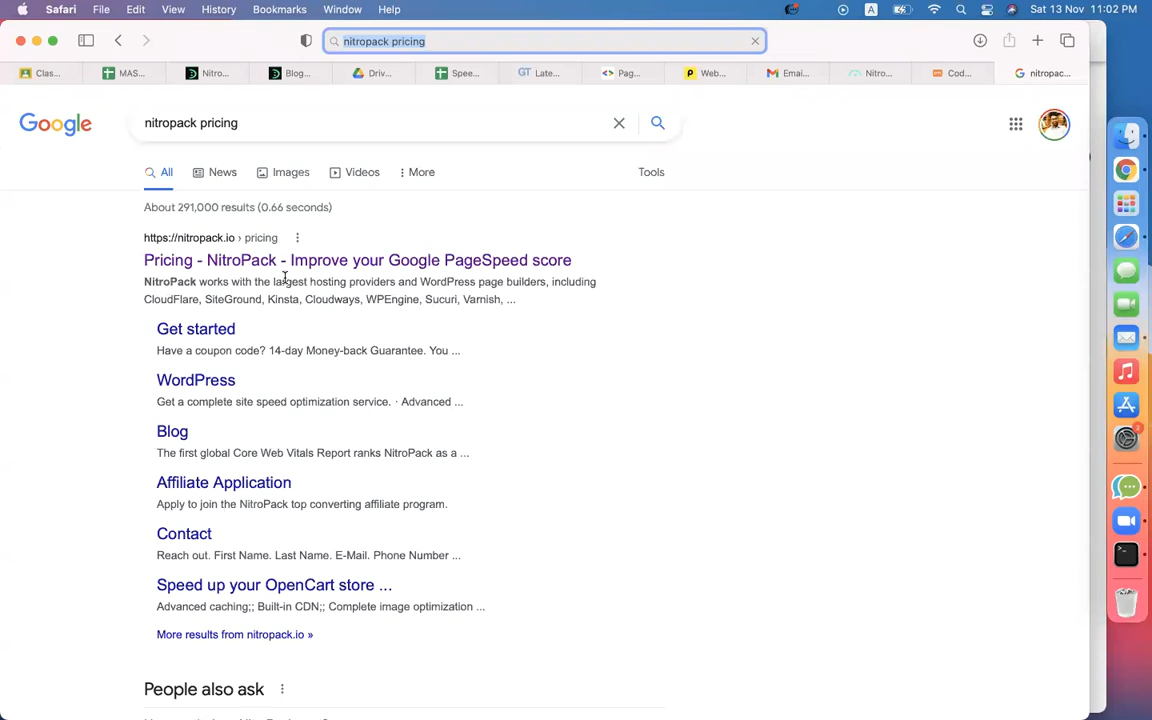 Safari File Edit View History Bookmarks Window Help A Sat 13 Nov 11:02 PM
nitropack pricing
Clas... MAS... Nitro... Blog... Driv... Spee... GT Late... Pag... Web... Emai... Nitro... Cod... nitropac...
Google nitropack pricing
All News Images Videos More Tools
About 291,000 results (0.66 seconds)
https://nitropack.io › pricing
Pricing - NitroPack - Improve your Google PageSpeed score
NitroPack works with the largest hosting providers and WordPress page builders, including
CloudFlare, SiteGround, Kinsta, Cloudways, WPEngine, Sucuri, Varnish, ...
Get started
Have a coupon code? 14-day Money-back Guarantee. You ...
WordPress
Get a complete site speed optimization service. · Advanced ...
Blog
The first global Core Web Vitals Report ranks NitroPack as a ...
Affiliate Application
Apply to join the NitroPack top converting affiliate program.
Contact
Reach out. First Name. Last Name. E-Mail. Phone Number ...
Speed up your OpenCart store ...
Advanced caching;; Built-in CDN;; Complete image optimization ...
More results from nitropack.io »
People also ask